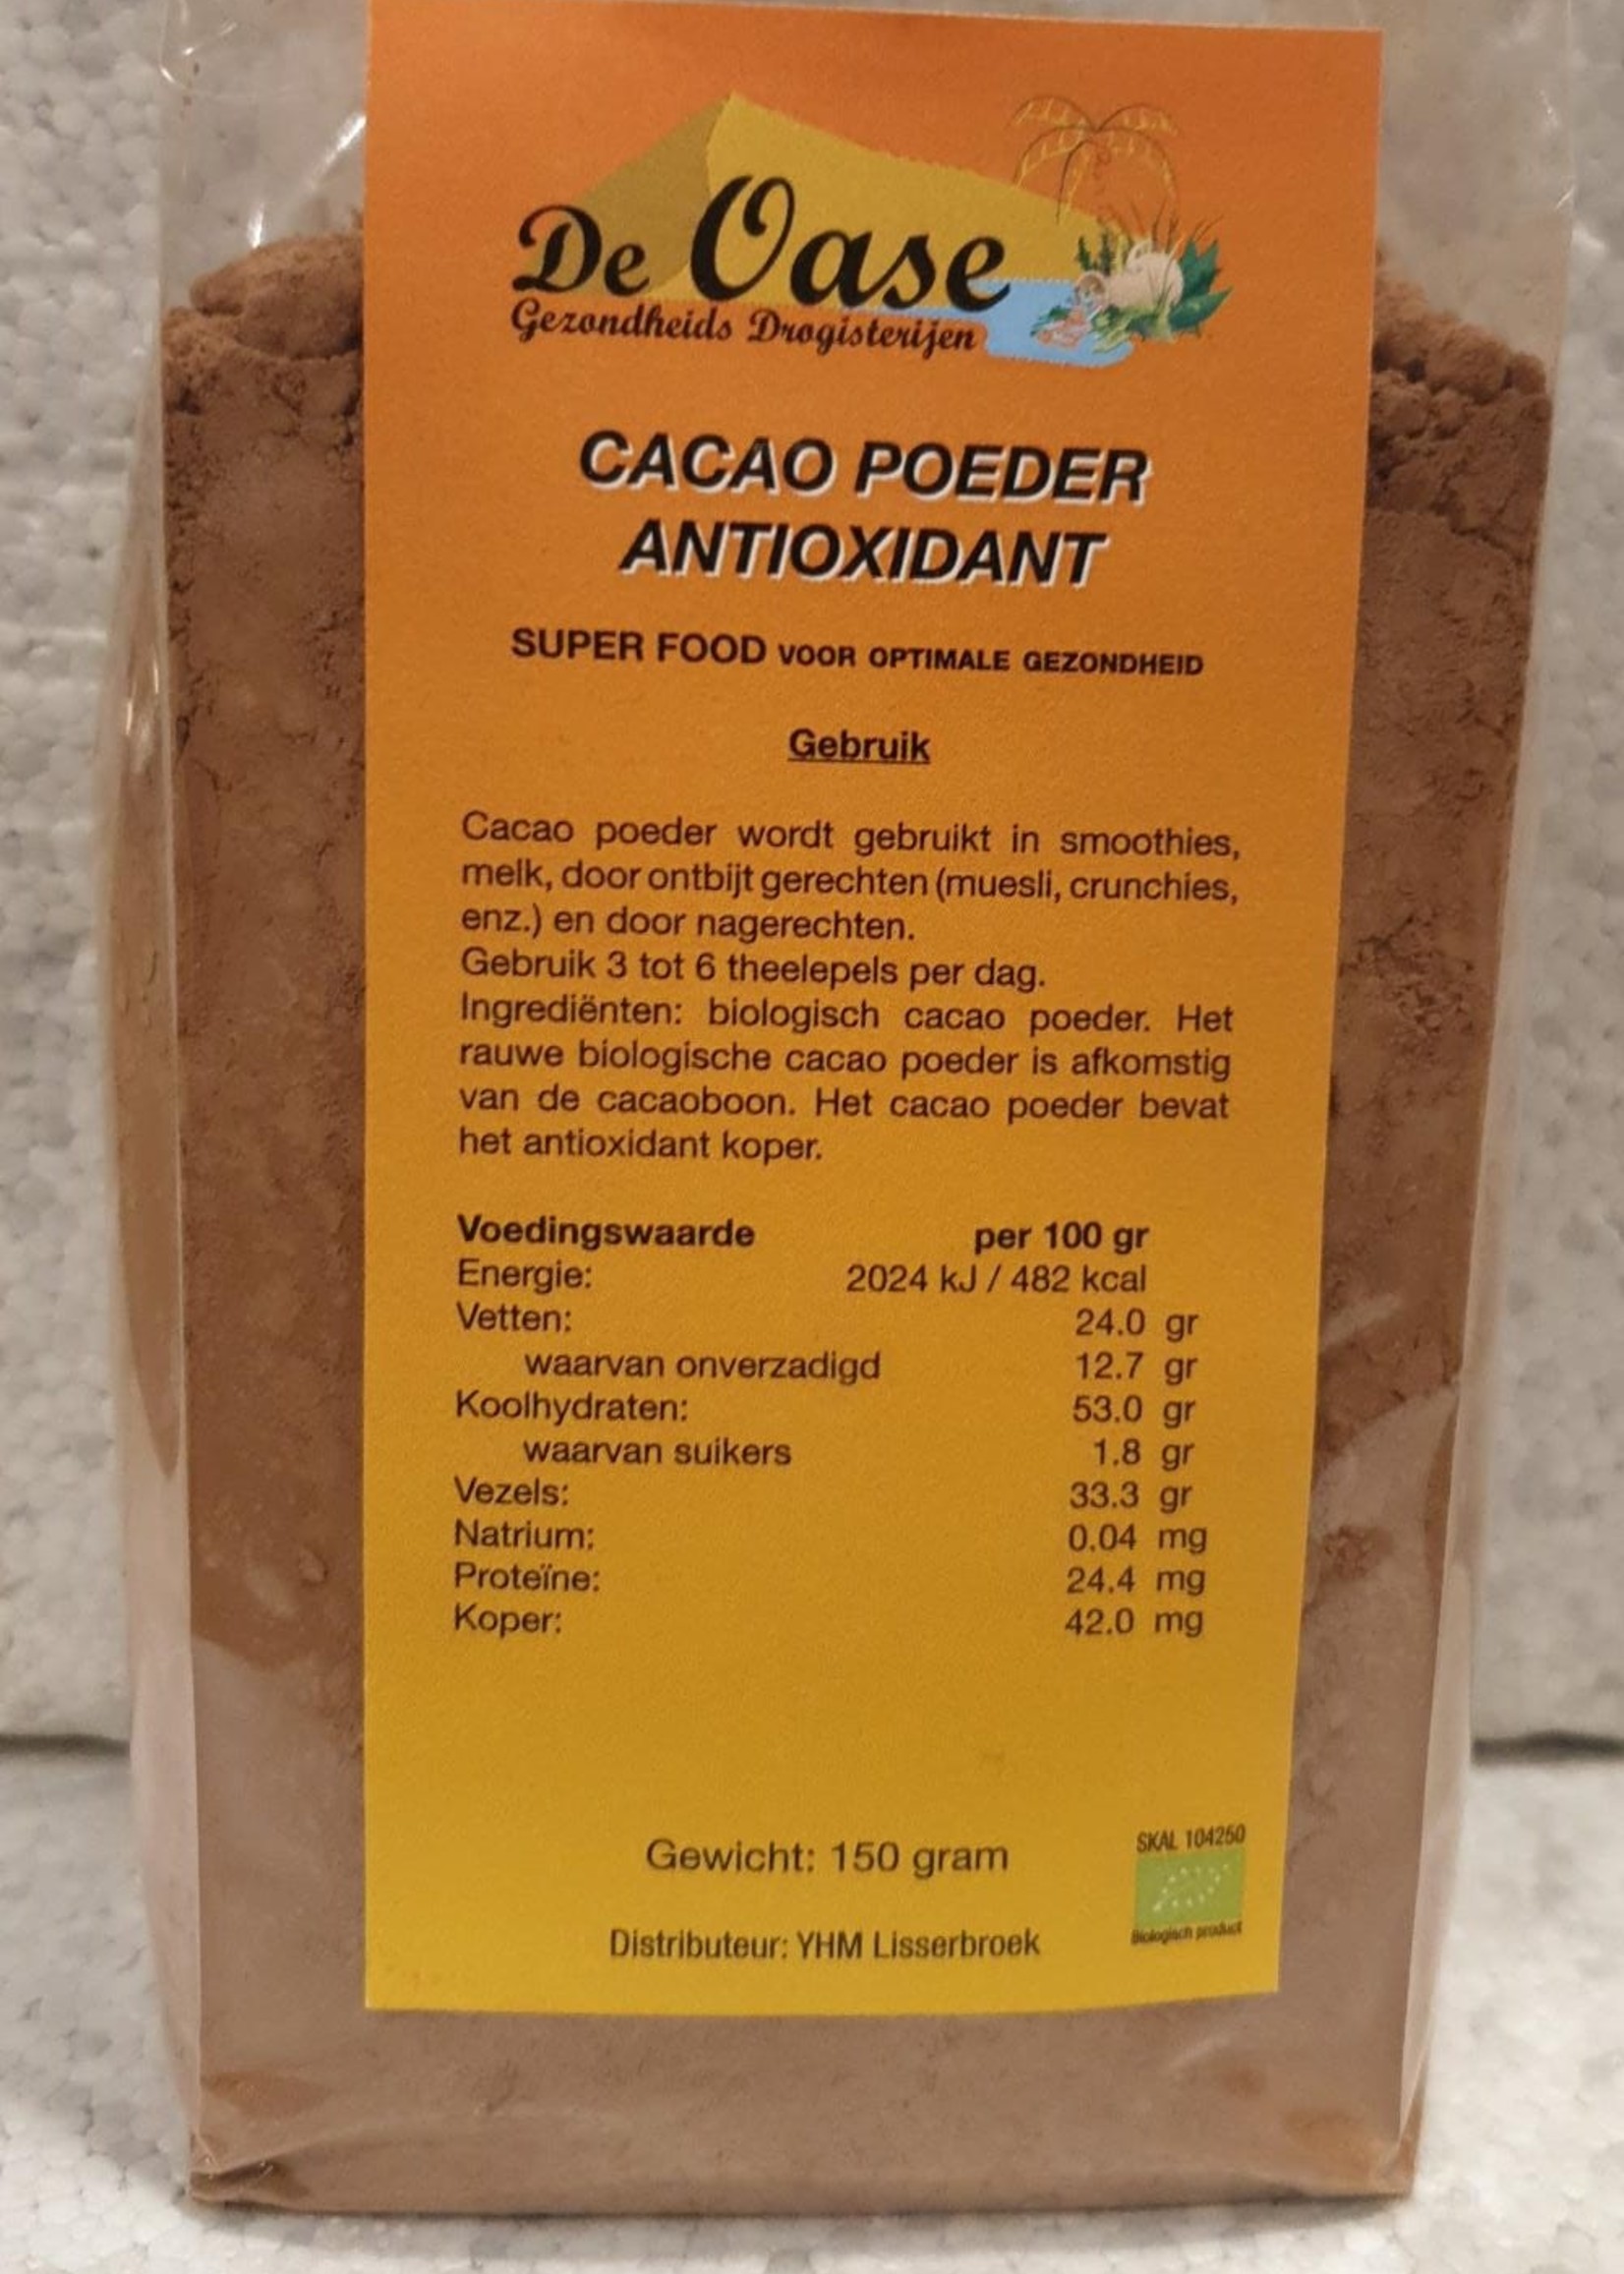 De Oase
Gezondheids Drogisterijen
CACAO POEDER
ANTIOXIDANT
SUPER FOOD VOOR OPTIMALE GEZONDHEID
Gebruik
Cacao poeder wordt gebruikt in smoothies,
melk, door ontbijt gerechten (muesli, crunchies,
enz.) en door nagerechten.
Gebruik 3 tot 6 theelepels per dag.
Ingrediënten: biologisch cacao poeder. Het
rauwe biologische cacao poeder is afkomstig
van de cacaoboon. Het cacao poeder bevat
het antioxidant koper.
Voedingswaarde per 100 gr
Energie: 2024 kJ / 482 kcal
Vetten: 24.0 gr
waarvan onverzadigd 12.7 gr
Koolhydraten: 53.0 gr
waarvan suikers 1.8 gr
Vezels: 33.3 gr
Natrium: 0.04 mg
Proteïne: 24.4 mg
Koper: 42.0 mg
Gewicht: 150 gram
SKAL 104250
Biologisch product
Distributeur: YHM Lisserbroek